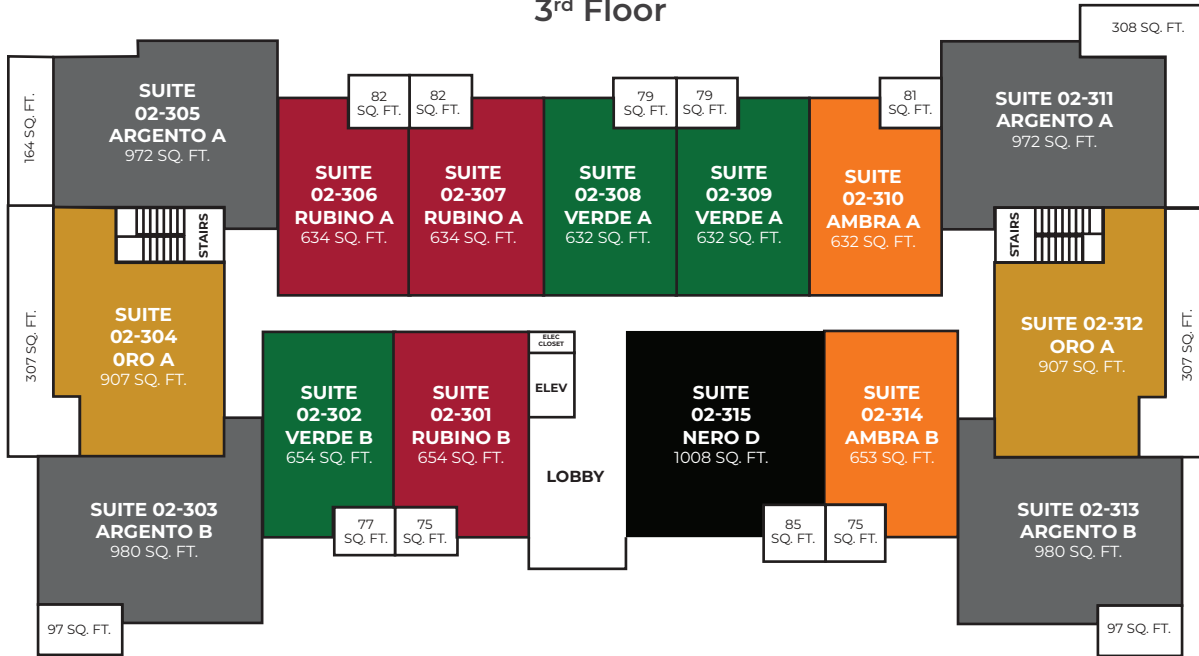 3rd Floor
308 SQ. FT.
164 SQ. FT.
SUITE
02-305
ARGENTO A
972 SQ. FT.
82
SQ. FT.
82
SQ. FT.
79
SQ. FT.
79
SQ. FT.
81
SQ. FT.
SUITE 02-311
ARGENTO A
972 SQ. FT.
SUITE
02-306
RUBINO A
634 SQ. FT.
SUITE
02-307
RUBINO A
634 SQ. FT.
SUITE
02-308
VERDE A
632 SQ. FT.
SUITE
02-309
VERDE A
632 SQ. FT.
SUITE
02-310
AMBRA A
632 SQ. FT.
STAIRS
STAIRS
307 SQ. FT.
SUITE
02-304
0RO A
907 SQ. FT.
SUITE 02-312
ORO A
907 SQ. FT.
307 SQ. FT.
SUITE
02-302
VERDE B
654 SQ. FT.
SUITE
02-301
RUBINO B
654 SQ. FT.
ELEC
CLOSET
ELEV
LOBBY
SUITE
02-315
NERO D
1008 SQ. FT.
SUITE
02-314
AMBRA B
653 SQ. FT.
SUITE 02-303
ARGENTO B
980 SQ. FT.
77
SQ. FT.
75
SQ. FT.
85
SQ. FT.
75
SQ. FT.
SUITE 02-313
ARGENTO B
980 SQ. FT.
97 SQ. FT.
97 SQ. FT.